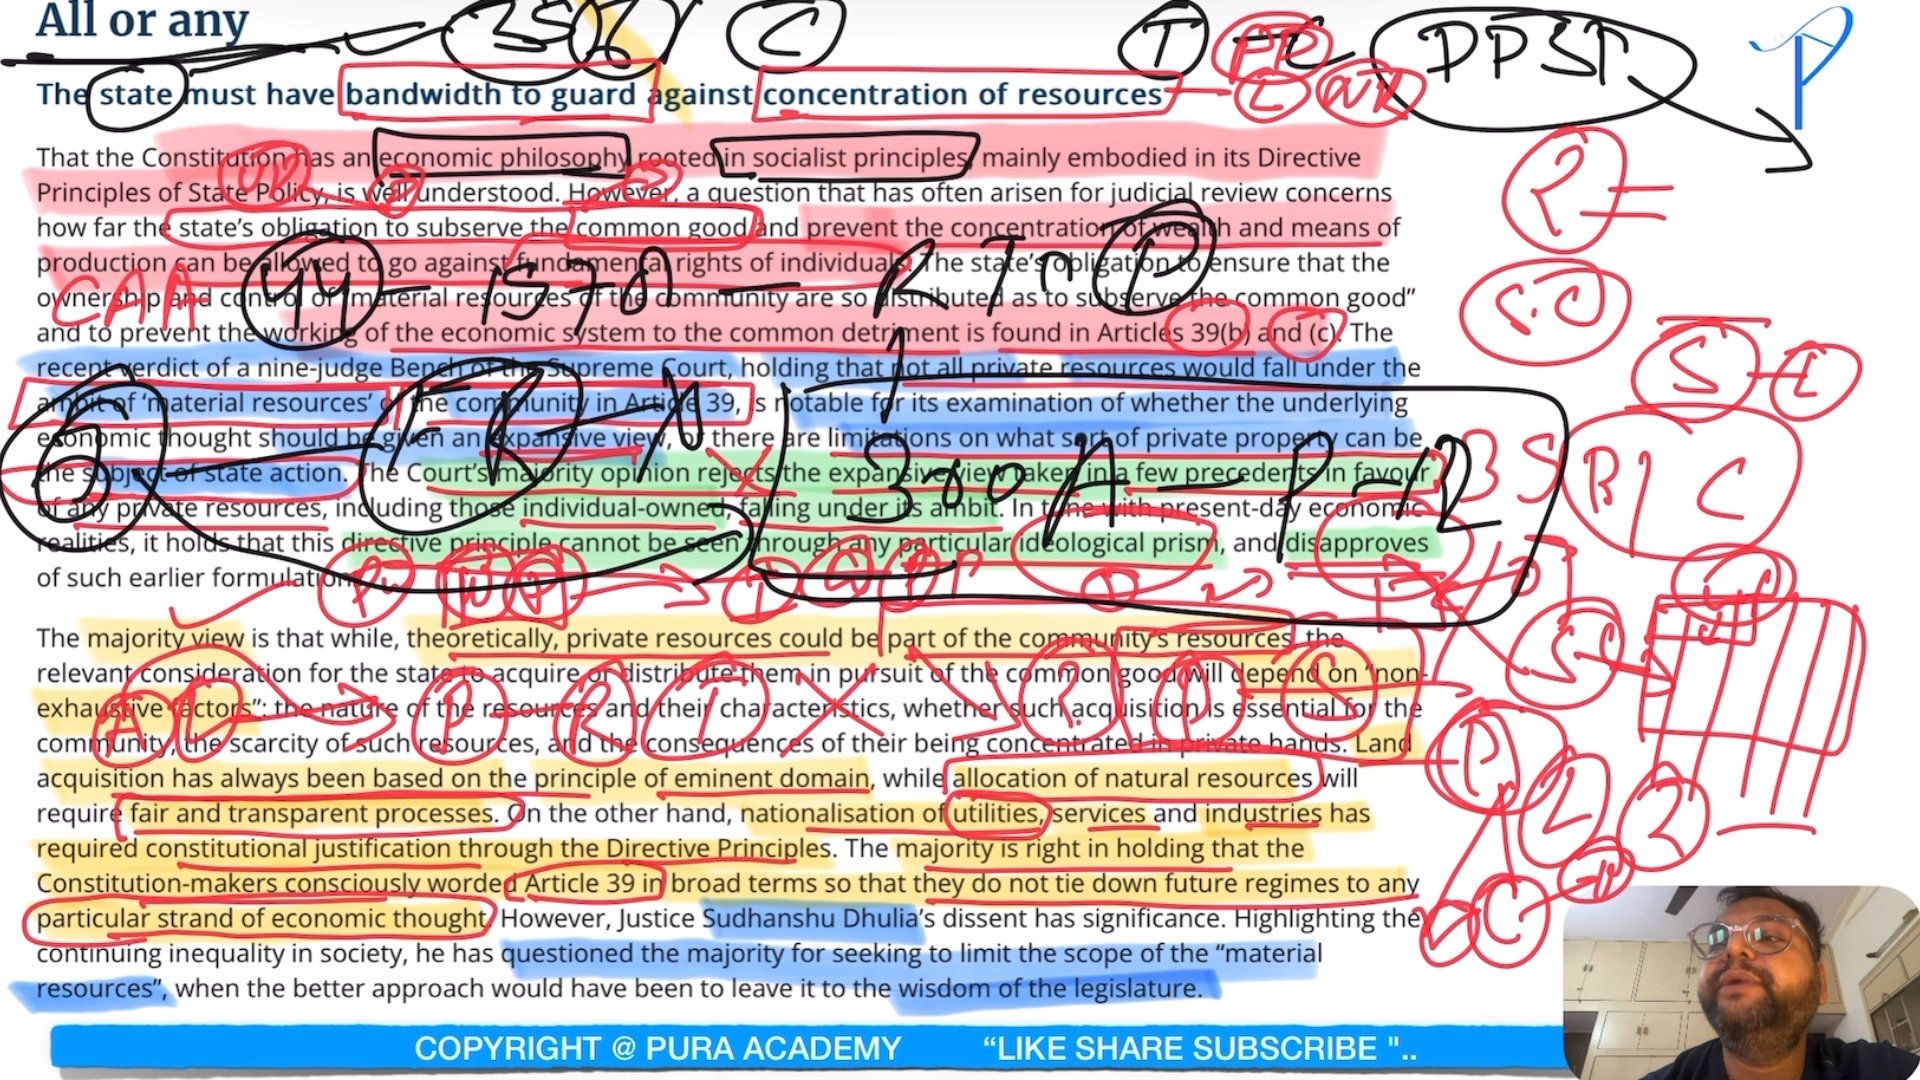 All or any
3S
C
T
PP
E
DPSP
P
The state must have bandwidth to guard against concentration of resources
E
NR
That the Constitution has an economic philosophy rooted in socialist principles, mainly embodied in its Directive
Principles of State Policy, is well understood. However, a question that has often arisen for judicial review concerns
how far the state's obligation to subserve the common good and prevent the concentration of wealth and means of
production can be allowed to go against fundamental rights of individuals. The state's obligation to ensure that the
ownership and control of material resources of the community are so distributed as to subserve the common good"
and to prevent the working of the economic system to the common detriment is found in Articles 39(b) and (c). The
recent verdict of a nine-judge Bench of the Supreme Court, holding that not all private resources would fall under the
ambit of 'material resources' of the community in Article 39, is notable for its examination of whether the underlying
economic thought should be given an expansive view, or there are limitations on what sort of private property can be
the subject of state action. The Court's majority opinion rejects the expansive view taken in a few precedents in favour
of any private resources, including those individual-owned, falling under its ambit. In tune with present-day economic
realities, it holds that this directive principle cannot be seen through any particular ideological prism, and disapproves
of such earlier formulation
CAA
44
R
P
S.C
S
FR
N
300A
P
R
3S
B
C
The majority view is that while, theoretically, private resources could be part of the community's resources, the
relevant consideration for the state to acquire or distribute them in pursuit of the common good will depend on "non-
exhaustive factors": the nature of the resources and their characteristics, whether such acquisition is essential for the
community, the scarcity of such resources, and the consequences of their being concentrated in private hands. Land
acquisition has always been based on the principle of eminent domain, while allocation of natural resources will
require fair and transparent processes. On the other hand, nationalisation of utilities, services and industries has
required constitutional justification through the Directive Principles. The majority is right in holding that the
Constitution-makers consciously worded Article 39 in broad terms so that they do not tie down future regimes to any
particular strand of economic thought. However, Justice Sudhanshu Dhulia's dissent has significance. Highlighting the
continuing inequality in society, he has questioned the majority for seeking to limit the scope of the "material
resources", when the better approach would have been to leave it to the wisdom of the legislature.
A
P
R
T
P
S
P
2
2
C
COPYRIGHT @ PURA ACADEMY "LIKE SHARE SUBSCRIBE "..